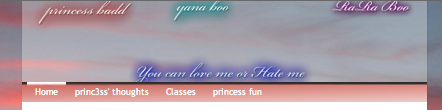 princess badd yana boo RaRa Boo
You can love me or Hate me
Home princ3ss' thoughts Classes princess fun